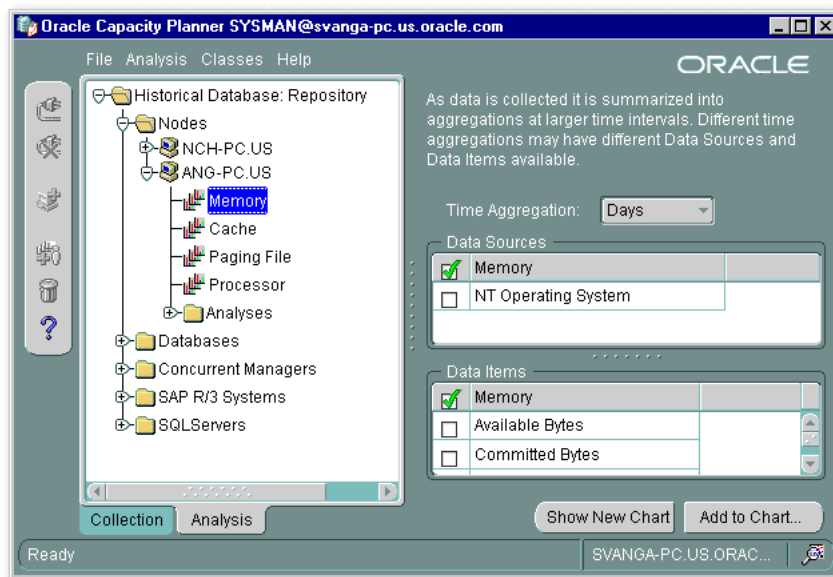 Oracle Capacity Planner SYSMAN@svanga-pc.us.oracle.com
File Analysis Classes Help
ORACLE
Historical Database: Repository
Nodes
NCH-PC.US
ANG-PC.US
Memory
Cache
Paging File
Processor
Analyses
Databases
Concurrent Managers
SAP R/3 Systems
SQLServers
Collection
Analysis
As data is collected it is summarized into
aggregations at larger time intervals. Different time
aggregations may have different Data Sources and
Data Items available.
Time Aggregation: Days
Data Sources
Memory
NT Operating System
Data Items
Memory
Available Bytes
Committed Bytes
Show New Chart
Add to Chart...
Ready
SVANGA-PC.US.ORAC...